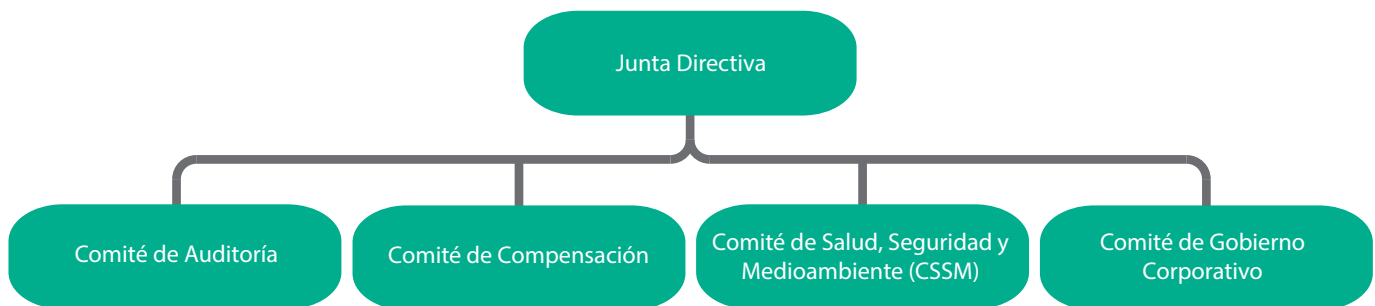 Junta Directiva
Comité de Auditoría
Comité de Compensación
Comité de Salud, Seguridad y
Medioambiente (CSSM)
Comité de Gobierno
Corporativo